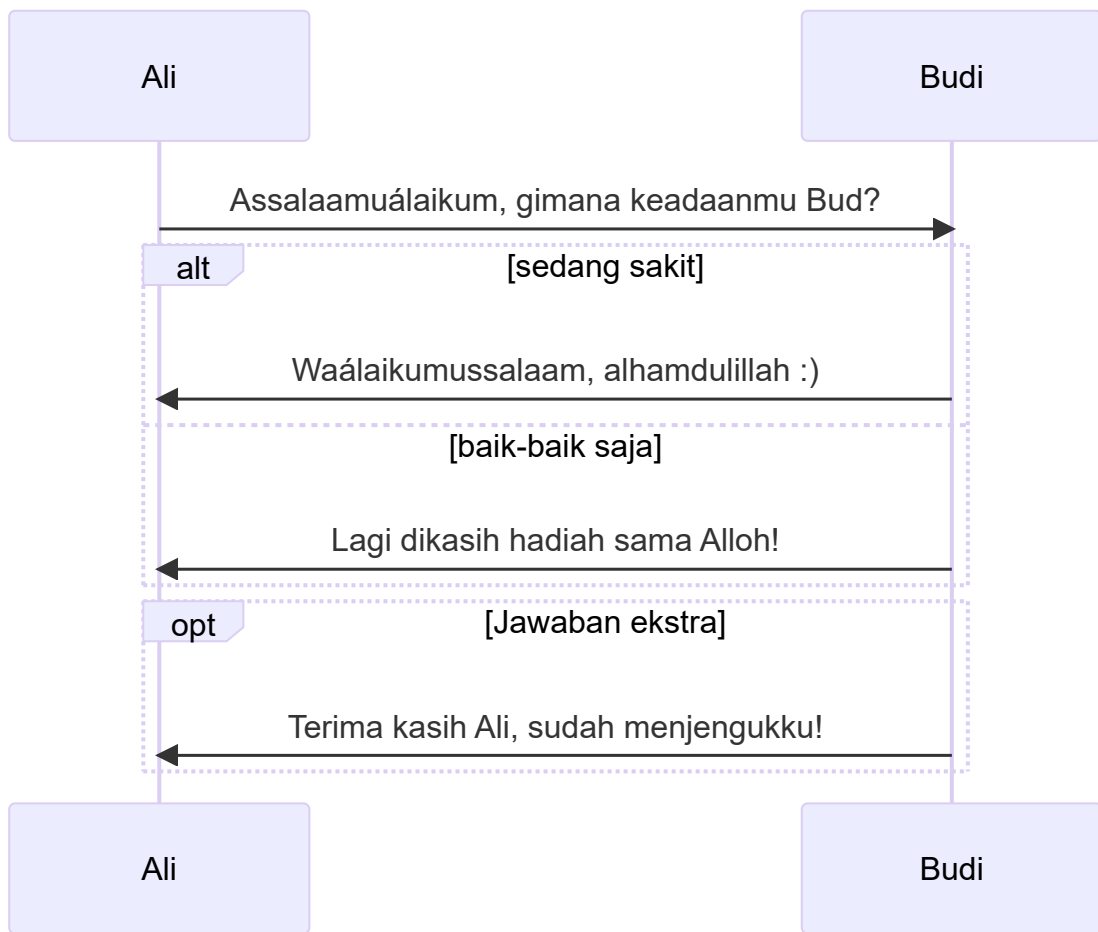 Ali
Budi
Assalaamuálaikum, gimana keadaanmu Bud?
alt
[sedang sakit]
Waálaikumussalaam, alhamdulillah :)
[baik-baik saja]
Lagi dikasih hadiah sama Alloh!
opt
[Jawaban ekstra]
Terima kasih Ali, sudah menjengukku!
Ali
Budi